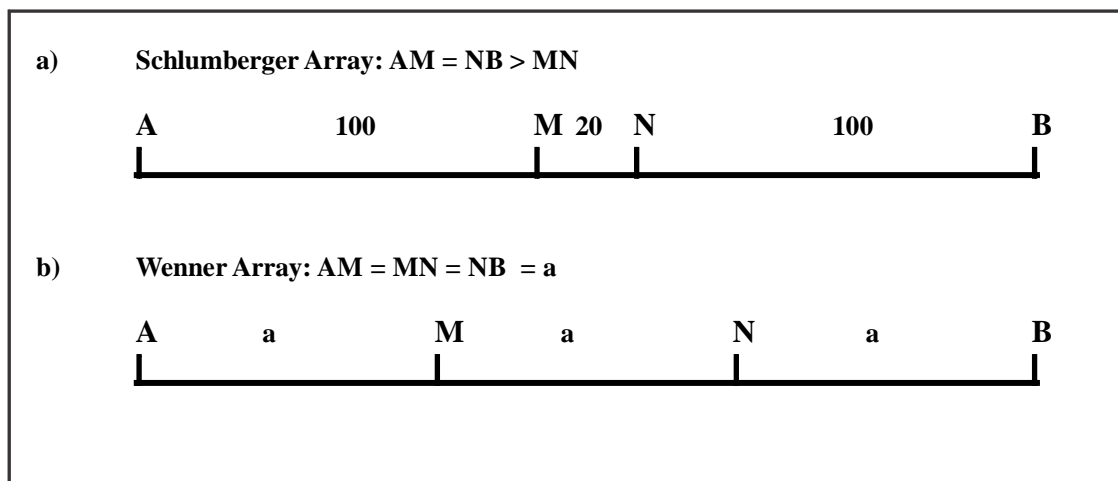 a) Schlumberger Array: AM = NB > MN
A 100 M 20 N 100 B
b) Wenner Array: AM = MN = NB = a
A a M a N a B